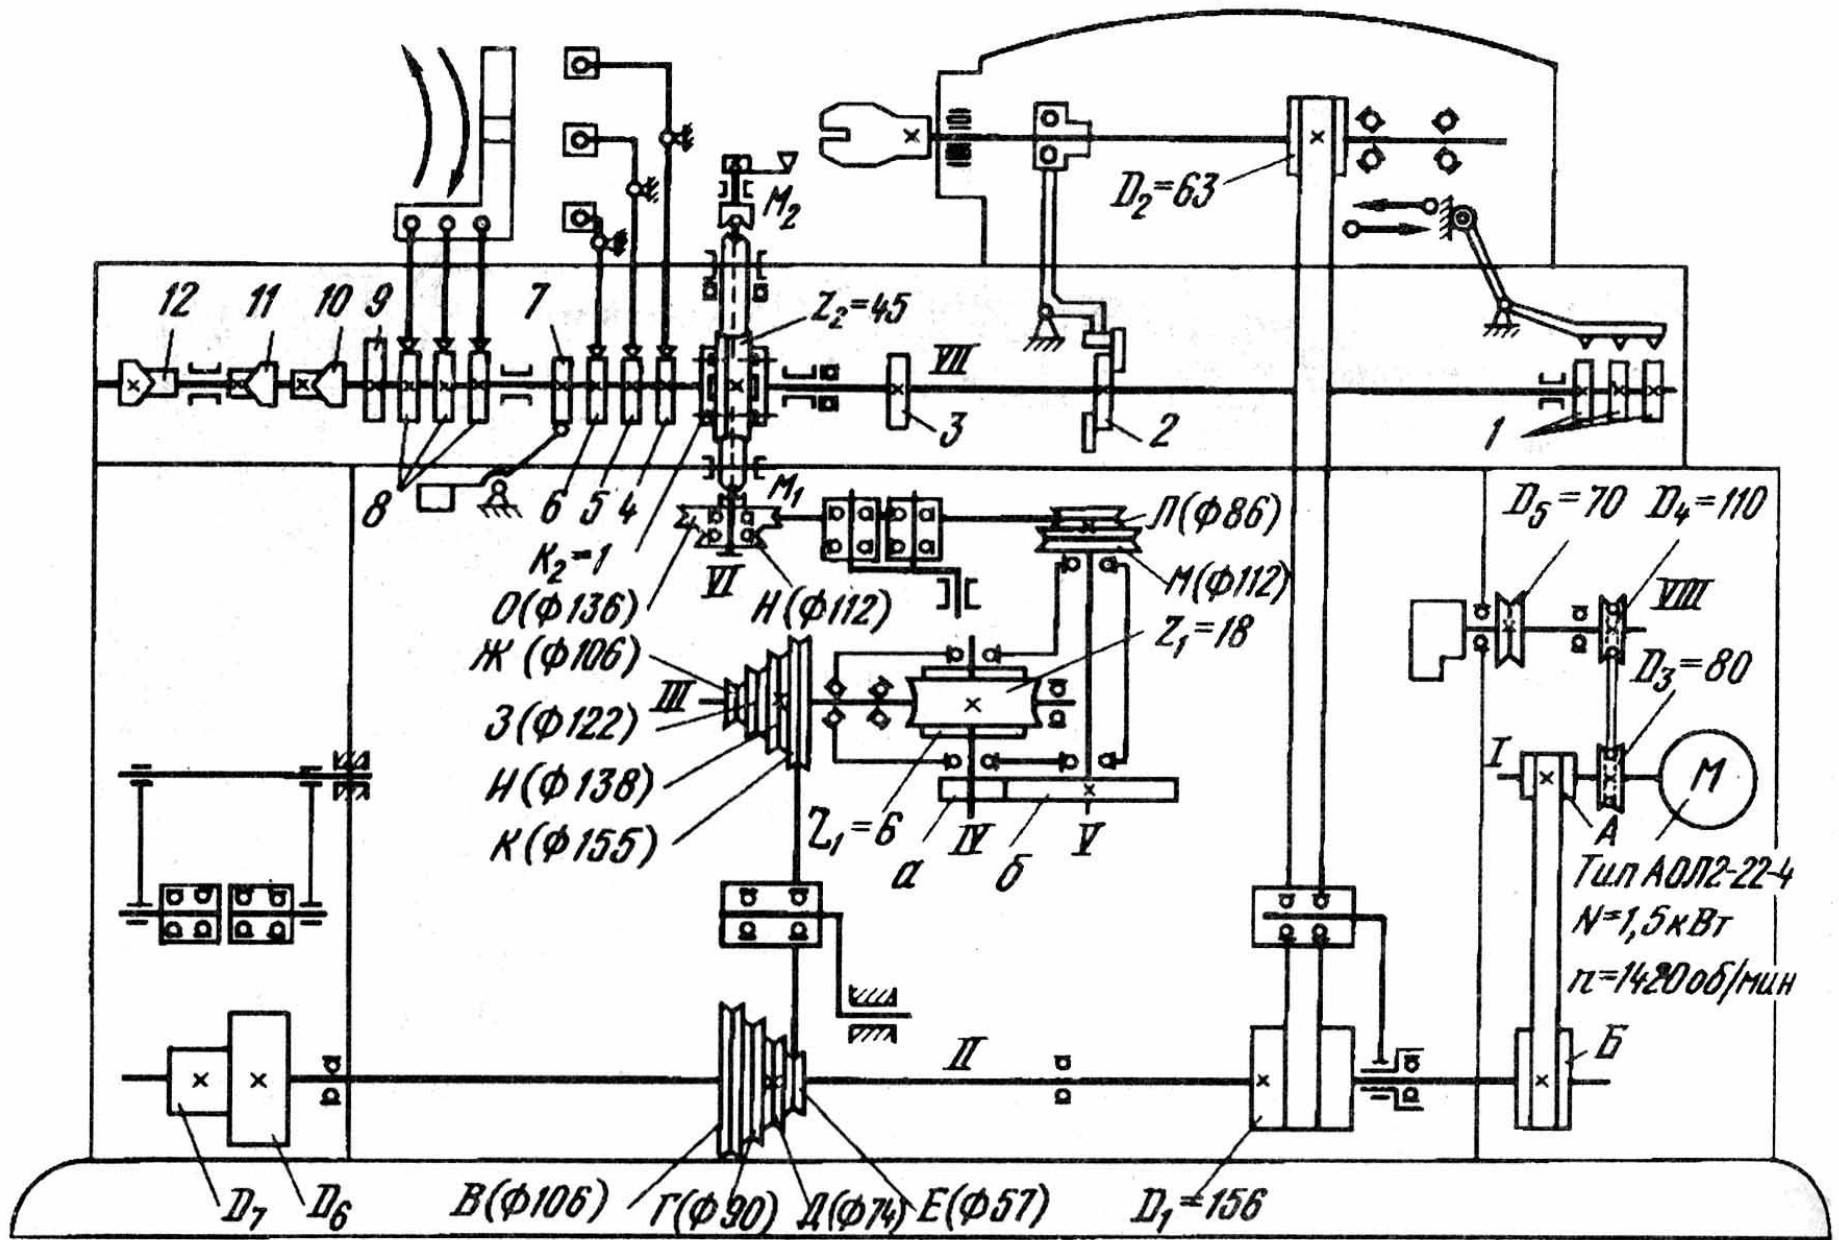 M₂
D₂=63
12
11
10
9
7
Z₂=45
VII
3
2
1
8
6
5
4
M₁
K₂=1
VI
Л(Ф86)
D₅=70
D₄=110
О(Ф136)
Н(Ф112)
М(Ф112)
VIII
Ж(Ф106)
Z₁=18
III
D₃=80
З(Ф122)
I
М
И(Ф138)
К(Ф155)
Z₁=6
IV
V
а
б
А
Тип АОЛ2-22-4
N=1,5кВт
n=1420об/мин
II
Б
D₇
D₆
В(Ф106)
Г(Ф90)
Д(Ф74)
Е(Ф57)
D₁=156